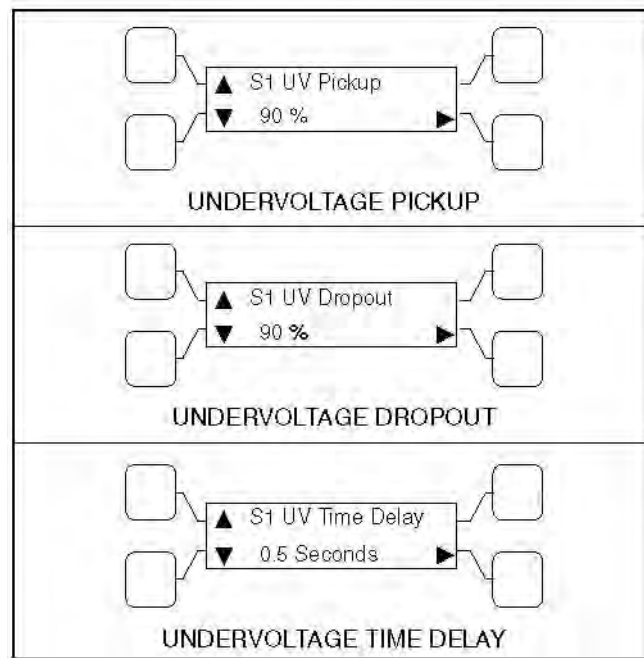 S1 UV Pickup
90 %
UNDERVOLTAGE PICKUP
S1 UV Dropout
90 %
UNDERVOLTAGE DROPOUT
S1 UV Time Delay
0.5 Seconds
UNDERVOLTAGE TIME DELAY